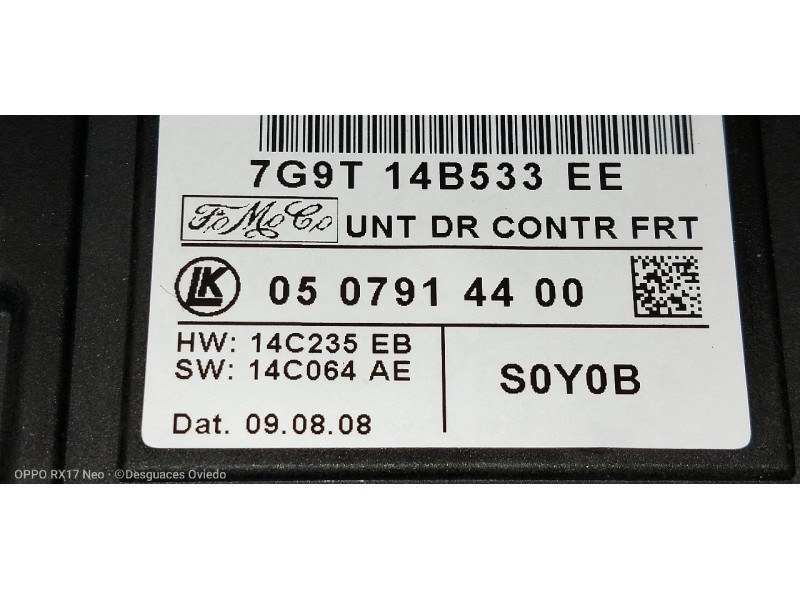 7G9T 14B533 EE
FoMoCo UNT DR CONTR FRT
LK 05 0791 44 00
HW: 14C235 EB
SW: 14C064 AE
S0Y0B
Dat. 09.08.08
OPPO RX17 Neo · ©Desguaces Oviedo